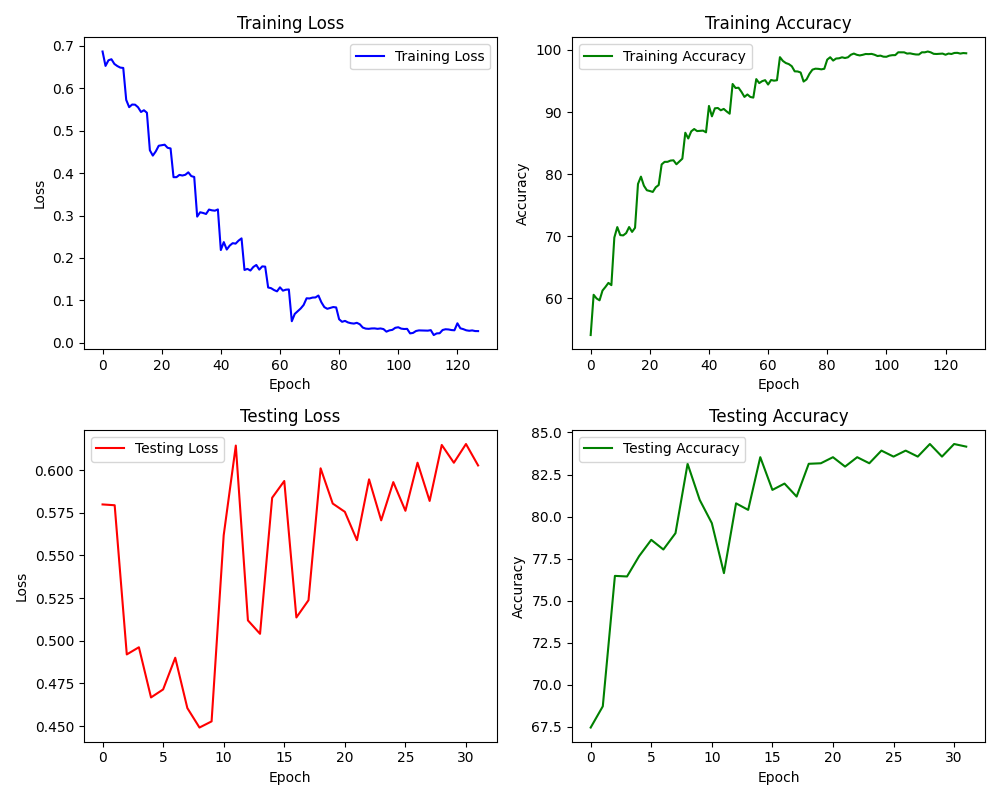 Training Loss
Training Loss
0.7
0.6
0.5
0.4
0.3
0.2
0.1
0.0
Loss
0 20 40 60 80 100 120
Epoch
Training Accuracy
Training Accuracy
100
90
80
70
60
Accuracy
0 20 40 60 80 100 120
Epoch
Testing Loss
Testing Loss
0.600
0.575
0.550
0.525
0.500
0.475
0.450
Loss
0 5 10 15 20 25 30
Epoch
Testing Accuracy
Testing Accuracy
85.0
82.5
80.0
77.5
75.0
72.5
70.0
67.5
Accuracy
0 5 10 15 20 25 30
Epoch